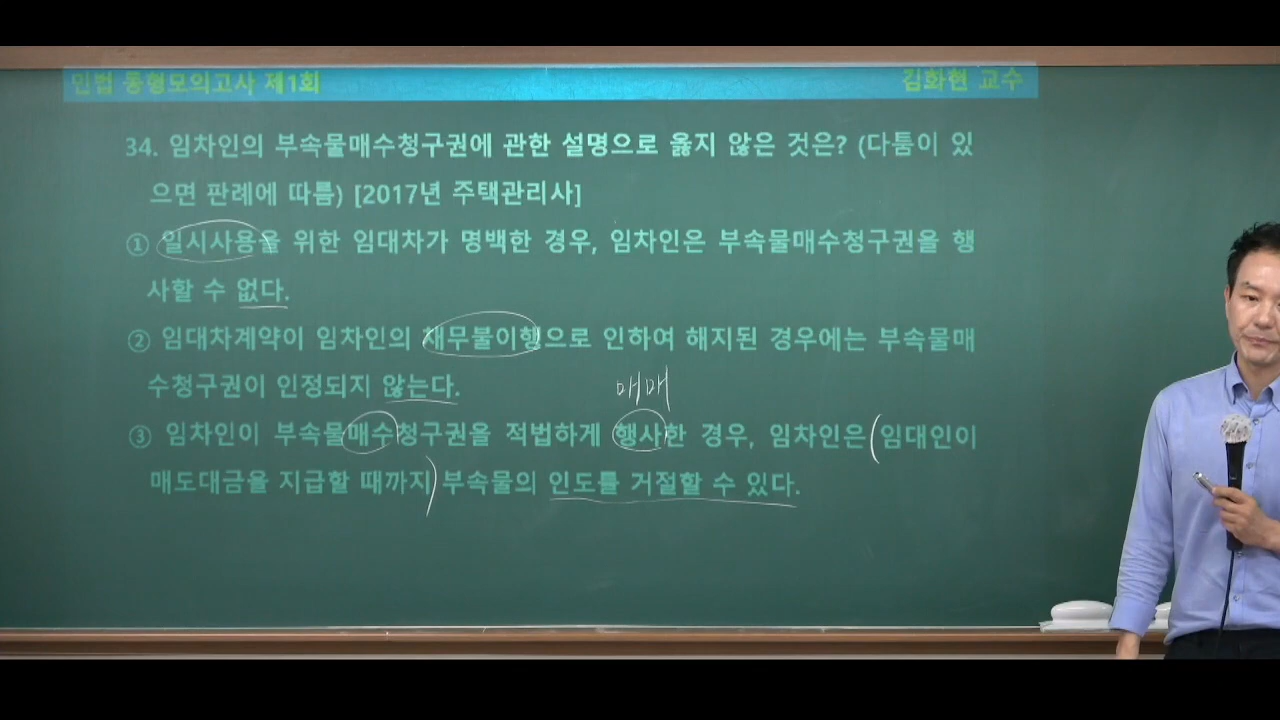 민법 동형모의고사 제1회 김화현 교수
34. 임차인의 부속물매수청구권에 관한 설명으로 옳지 않은 것은? (다툼이 있
으면 판례에 따름) [2017년 주택관리사]
① 일시사용을 위한 임대차가 명백한 경우, 임차인은 부속물매수청구권을 행
사할 수 없다.
② 임대차계약이 임차인의 채무불이행으로 인하여 해지된 경우에는 부속물매
수청구권이 인정되지 않는다.
매매
③ 임차인이 부속물매수청구권을 적법하게 행사한 경우, 임차인은 (임대인이
매도대금을 지급할 때까지) 부속물의 인도를 거절할 수 있다.